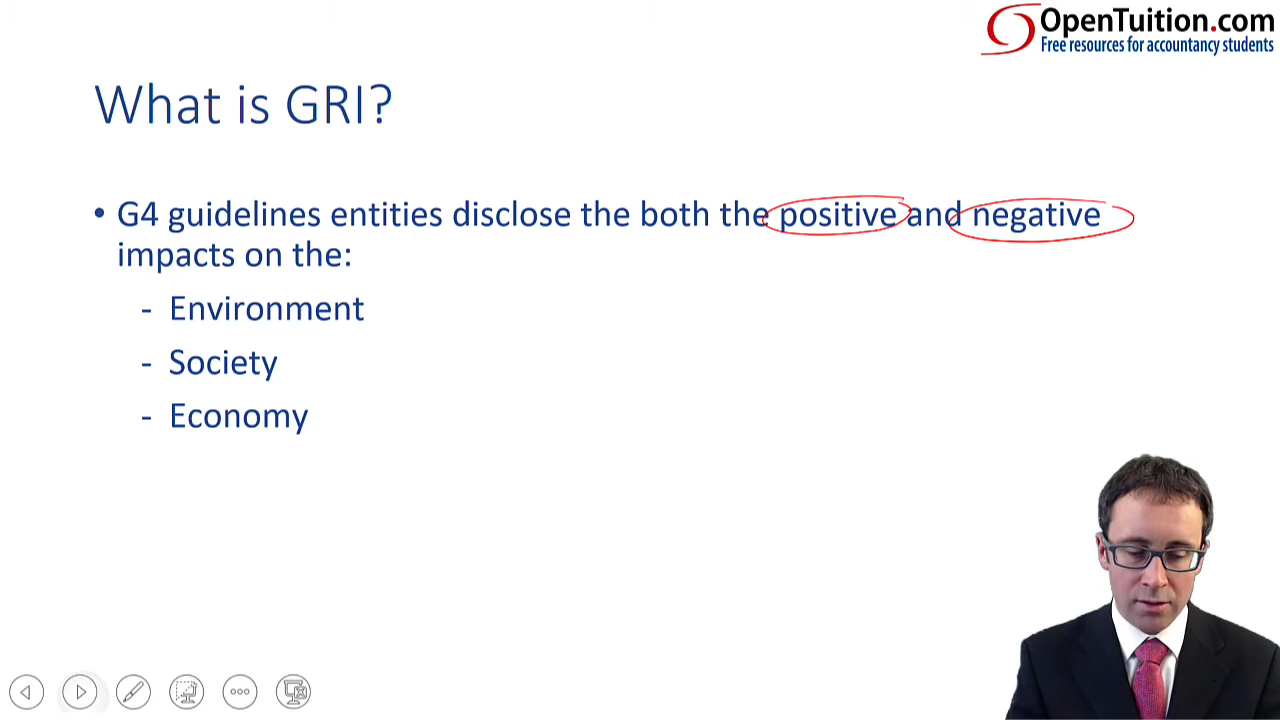 OpenTuition.com
Free resources for accountancy students
What is GRI?
• G4 guidelines entities disclose the both the positive and negative
impacts on the:
- Environment
- Society
- Economy